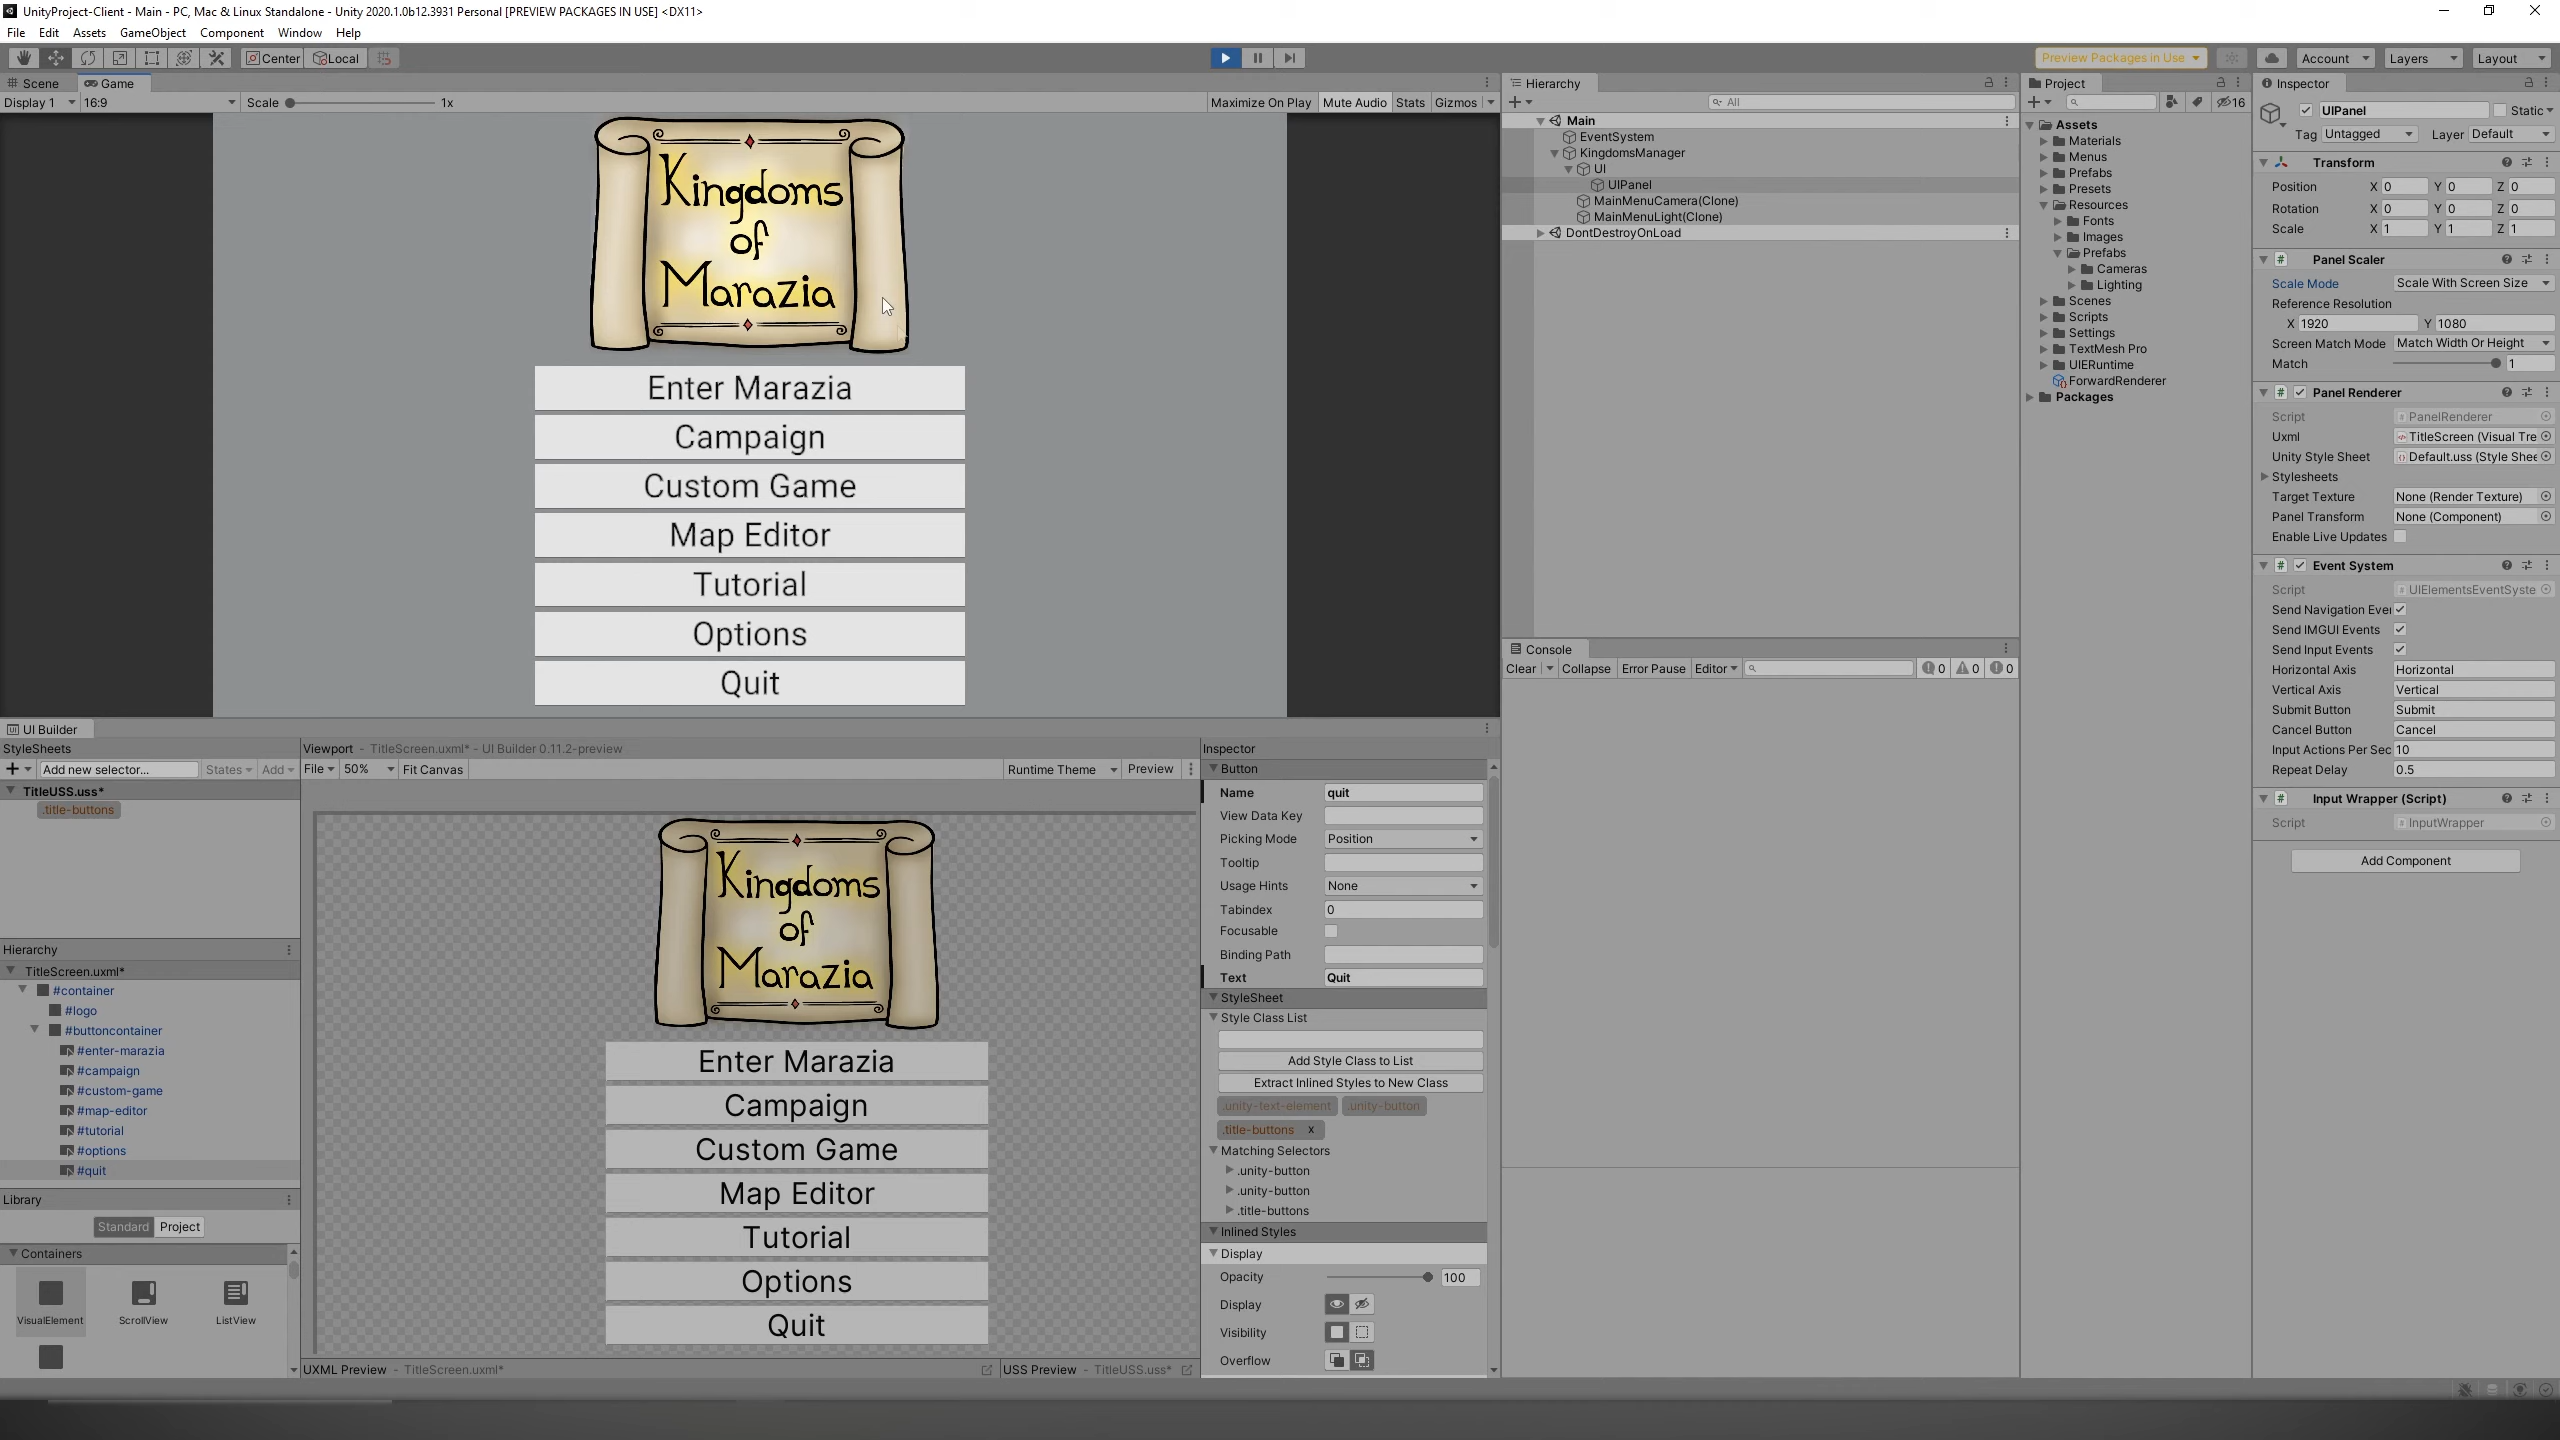 UnityProject-Client - Main - PC, Mac & Linux Standalone - Unity 2020.1.0b12.3931 Personal [PREVIEW PACKAGES IN USE] <DX11>
File Edit Assets GameObject Component Window Help
Center Local
Preview Packages in Use Account Layers Layout
Scene Game
Display 1 16:9 Scale 1x Maximize On Play Mute Audio Stats Gizmos
Kingdoms
of
Marazia
Enter Marazia
Campaign
Custom Game
Map Editor
Tutorial
Options
Quit
Hierarchy
All
Main
EventSystem
KingdomsManager
UI
UIPanel
MainMenuCamera(Clone)
MainMenuLight(Clone)
DontDestroyOnLoad
Console
Clear Collapse Error Pause Editor 0 0 0
Project
16
Assets
Materials
Menus
Prefabs
Presets
Resources
Fonts
Images
Prefabs
Cameras
Lighting
Scenes
Scripts
Settings
TextMesh Pro
UIERuntime
ForwardRenderer
Packages
Inspector
UIPanel Static
Tag Untagged Layer Default
Transform
Position X 0 Y 0 Z 0
Rotation X 0 Y 0 Z 0
Scale X 1 Y 1 Z 1
Panel Scaler
Scale Mode Scale With Screen Size
Reference Resolution
X 1920 Y 1080
Screen Match Mode Match Width Or Height
Match 1
Panel Renderer
Script PanelRenderer
Uxml TitleScreen (Visual Tre
Unity Style Sheet Default.uss (Style Shee
Stylesheets
Target Texture None (Render Texture)
Panel Transform None (Component)
Enable Live Updates
Event System
Script UIElementsEventSyste
Send Navigation Even
Send IMGUI Events
Send Input Events
Horizontal Axis Horizontal
Vertical Axis Vertical
Submit Button Submit
Cancel Button Cancel
Input Actions Per Sec 10
Repeat Delay 0.5
Input Wrapper (Script)
Script InputWrapper
Add Component
UI Builder
StyleSheets
Add new selector... States Add
TitleUSS.uss*
.title-buttons
Hierarchy
TitleScreen.uxml*
#container
#logo
#buttoncontainer
#enter-marazia
#campaign
#custom-game
#map-editor
#tutorial
#options
#quit
Library
Standard Project
Containers
VisualElement ScrollView ListView
Viewport - TitleScreen.uxml* - UI Builder 0.11.2-preview
File 50% Fit Canvas Runtime Theme Preview
Kingdoms
of
Marazia
Enter Marazia
Campaign
Custom Game
Map Editor
Tutorial
Options
Quit
UXML Preview - TitleScreen.uxml* USS Preview - TitleUSS.uss*
Inspector
Button
Name quit
View Data Key
Picking Mode Position
Tooltip
Usage Hints None
Tabindex 0
Focusable
Binding Path
Text Quit
StyleSheet
Style Class List
Add Style Class to List
Extract Inlined Styles to New Class
.unity-text-element .unity-button
.title-buttons x
Matching Selectors
.unity-button
.unity-button
.title-buttons
Inlined Styles
Display
Opacity 100
Display
Visibility
Overflow